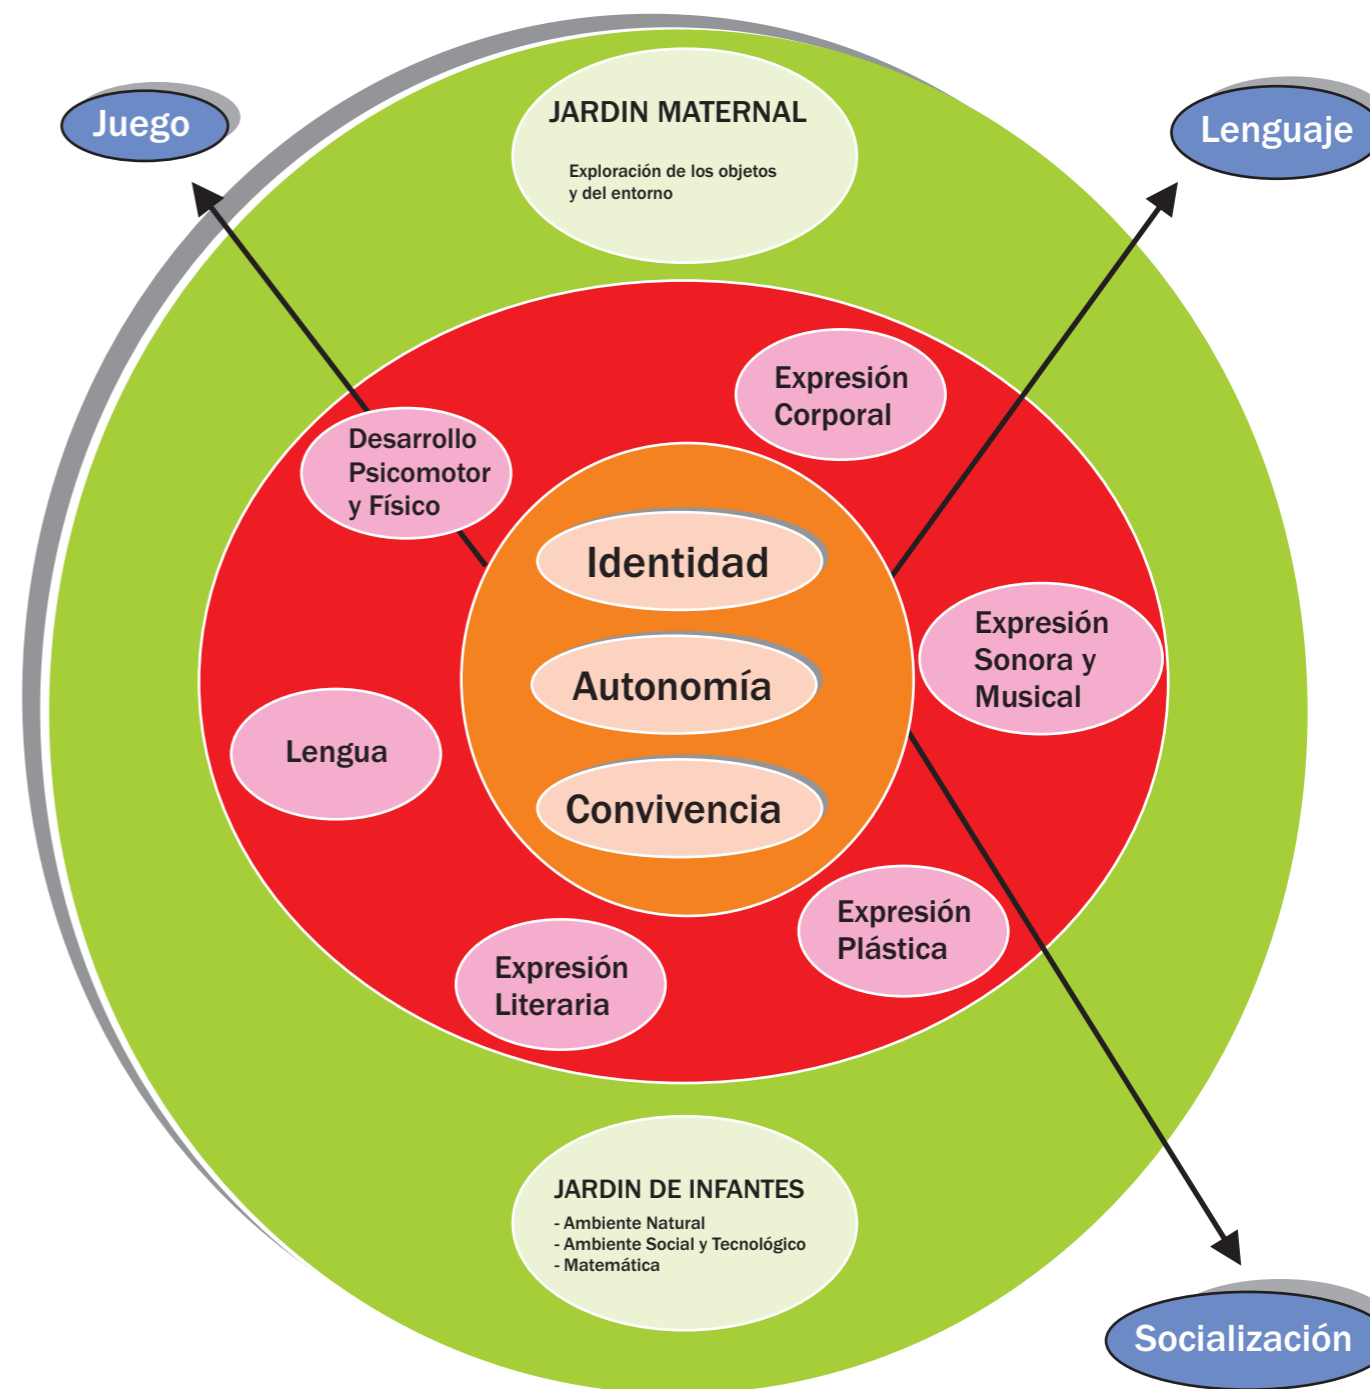 JARDIN MATERNAL
Exploración de los objetos
y del entorno
Juego
Lenguaje
Expresión
Corporal
Desarrollo
Psicomotor
y Físico
Identidad
Autonomía
Convivencia
Expresión
Sonora y
Musical
Lengua
Expresión
Plástica
Expresión
Literaria
JARDIN DE INFANTES
- Ambiente Natural
- Ambiente Social y Tecnológico
- Matemática
Socialización